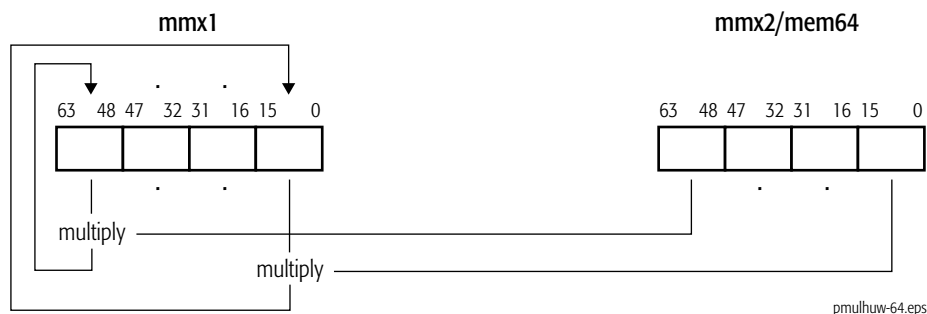 mmx1 mmx2/mem64
. .
63 48 47 32 31 16 15 0 63 48 47 32 31 16 15 0
. . . .
multiply
multiply
pmulhuw-64.eps